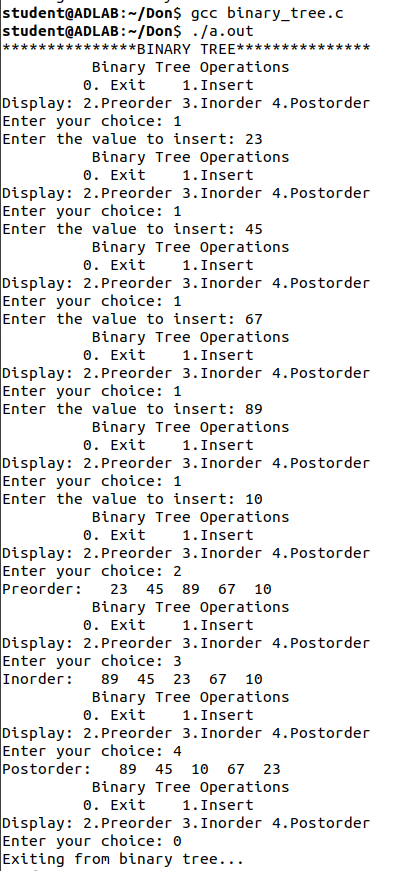 student@ADLAB:~/Don$ gcc binary_tree.c
student@ADLAB:~/Don$ ./a.out
***************BINARY TREE***************
          Binary Tree Operations
         0. Exit    1.Insert
Display: 2.Preorder 3.Inorder 4.Postorder
Enter your choice: 1
Enter the value to insert: 23
          Binary Tree Operations
         0. Exit    1.Insert
Display: 2.Preorder 3.Inorder 4.Postorder
Enter your choice: 1
Enter the value to insert: 45
          Binary Tree Operations
         0. Exit    1.Insert
Display: 2.Preorder 3.Inorder 4.Postorder
Enter your choice: 1
Enter the value to insert: 67
          Binary Tree Operations
         0. Exit    1.Insert
Display: 2.Preorder 3.Inorder 4.Postorder
Enter your choice: 1
Enter the value to insert: 89
          Binary Tree Operations
         0. Exit    1.Insert
Display: 2.Preorder 3.Inorder 4.Postorder
Enter your choice: 1
Enter the value to insert: 10
          Binary Tree Operations
         0. Exit    1.Insert
Display: 2.Preorder 3.Inorder 4.Postorder
Enter your choice: 2
Preorder:   23  45  89  67  10
          Binary Tree Operations
         0. Exit    1.Insert
Display: 2.Preorder 3.Inorder 4.Postorder
Enter your choice: 3
Inorder:   89  45  23  67  10
          Binary Tree Operations
         0. Exit    1.Insert
Display: 2.Preorder 3.Inorder 4.Postorder
Enter your choice: 4
Postorder:   89  45  10  67  23
          Binary Tree Operations
         0. Exit    1.Insert
Display: 2.Preorder 3.Inorder 4.Postorder
Enter your choice: 0
Exiting from binary tree...